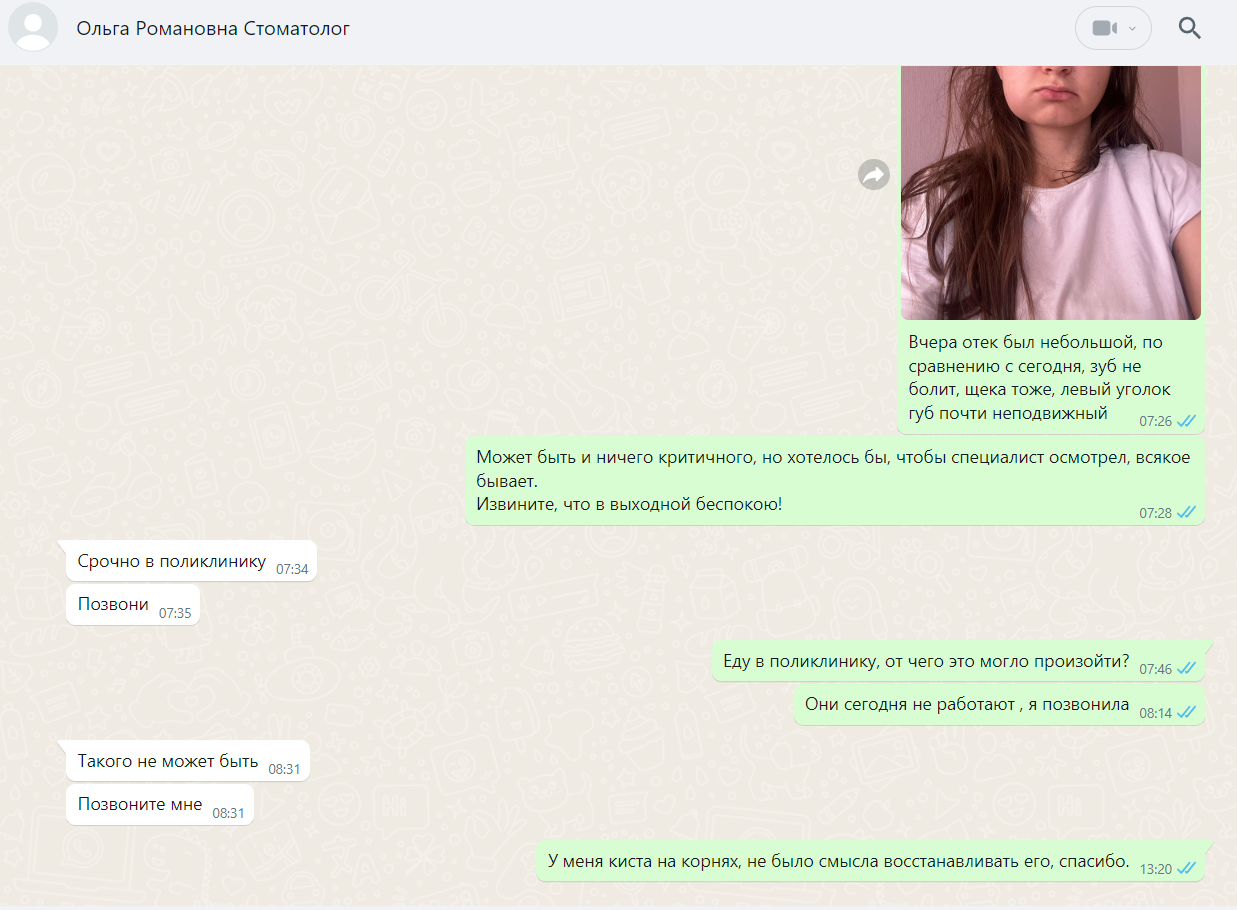 Ольга Романовна Стоматолог
Вчера отек был небольшой, по
сравнению с сегодня, зуб не
болит, щека тоже, левый уголок
губ почти неподвижный 07:26
Может быть и ничего критичного, но хотелось бы, чтобы специалист осмотрел, всякое
бывает.
Извините, что в выходной беспокою! 07:28
Срочно в поликлинику 07:34
Позвони 07:35
Еду в поликлинику, от чего это могло произойти? 07:46
Они сегодня не работают , я позвонила 08:14
Такого не может быть 08:31
Позвоните мне 08:31
У меня киста на корнях, не было смысла восстанавливать его, спасибо. 13:20